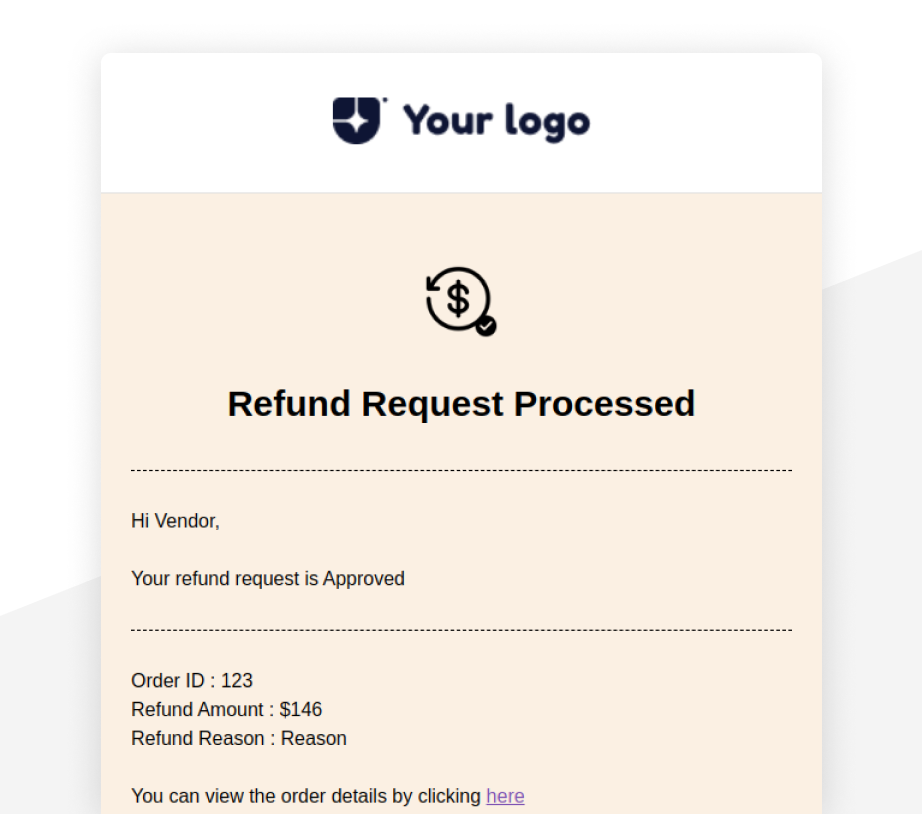 Your logo
$
Refund Request Processed
Hi Vendor,
Your refund request is Approved
Order ID : 123
Refund Amount : $146
Refund Reason : Reason
You can view the order details by clicking here